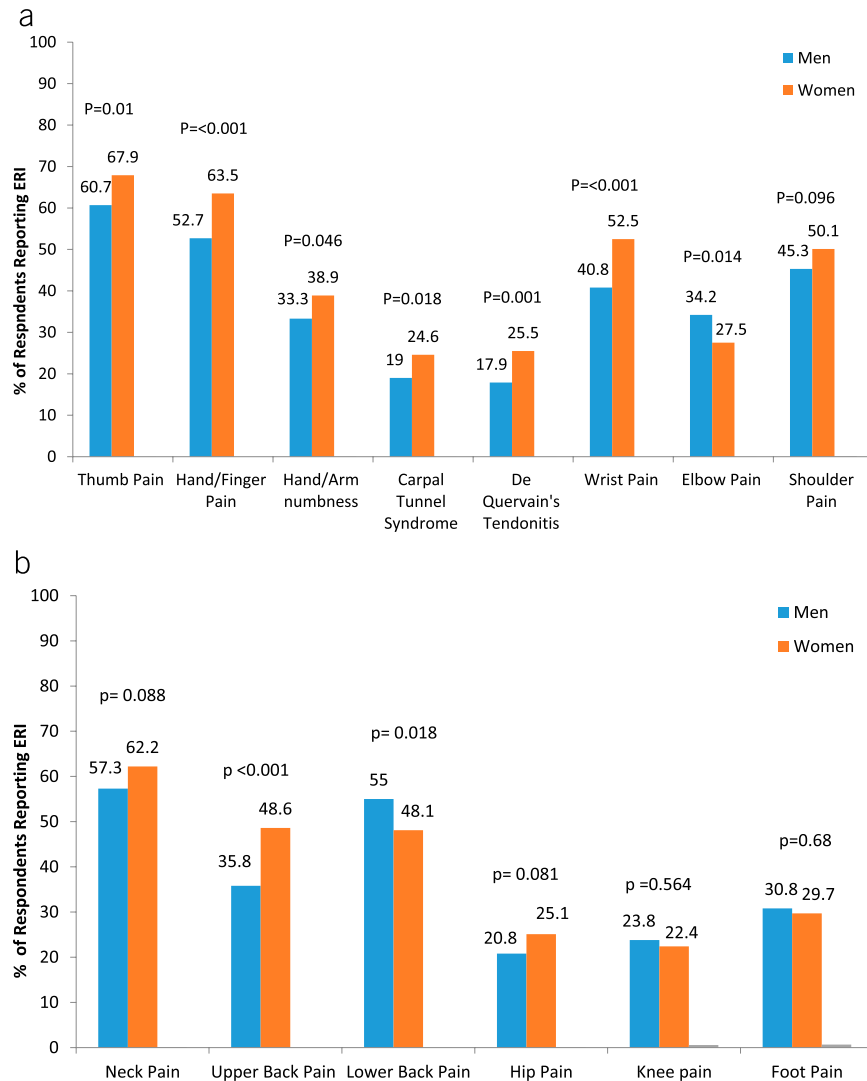 a
100
90
80
70
60
50
40
30
20
10
0
% of Respndents Reporting ERI
Men
Women
P=0.01
60.7 67.9
P=<0.001
52.7 63.5
P=0.046
33.3 38.9
P=0.018
19 24.6
P=0.001
17.9 25.5
P=<0.001
40.8 52.5
P=0.014
34.2 27.5
P=0.096
45.3 50.1
Thumb Pain
Hand/Finger
Pain
Hand/Arm
numbness
Carpal
Tunnel
Syndrome
De
Quervain's
Tendonitis
Wrist Pain
Elbow Pain
Shoulder
Pain
b
100
90
80
70
60
50
40
30
20
10
0
% of Respondents Reporting ERI
Men
Women
p= 0.088
57.3 62.2
p <0.001
35.8 48.6
p= 0.018
55 48.1
p= 0.081
20.8 25.1
p =0.564
23.8 22.4
p=0.68
30.8 29.7
Neck Pain
Upper Back Pain
Lower Back Pain
Hip Pain
Knee pain
Foot Pain